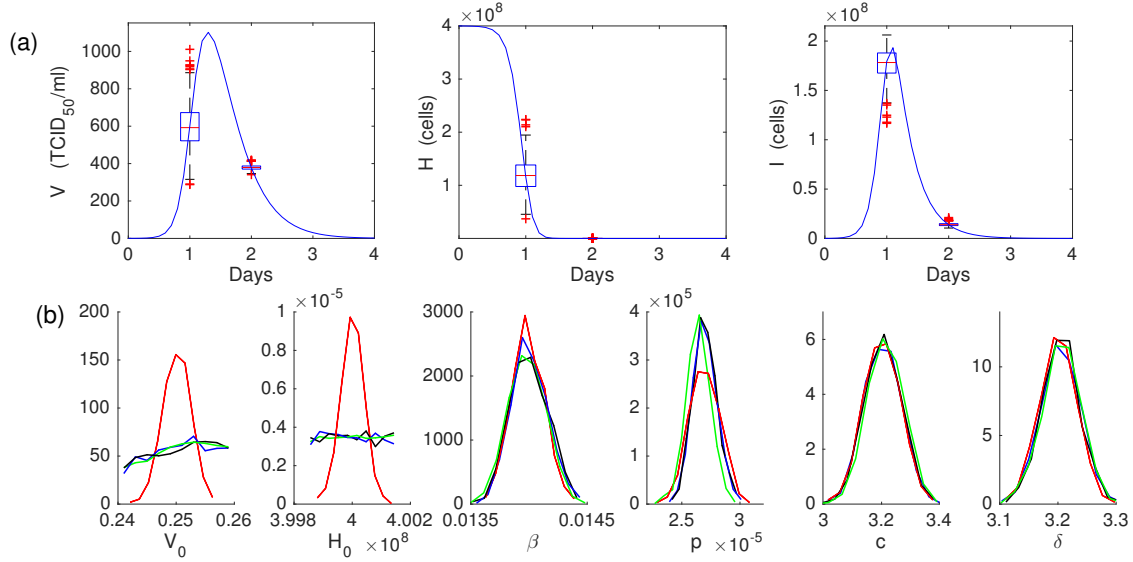 (a)
V (TCID50/ml)
1000
800
600
400
200
0
0 1 2 3 4
Days
×10^8
H (cells)
4
3
2
1
0 1 2 3 4
Days
×10^8
I (cells)
2
1.5
1
0.5
0
0 1 2 3 4
Days
(b)
200
150
100
50
0
0.24 0.25 0.26
V0
×10^-5
1
0.8
0.6
0.4
0.2
0
3.998 4 4.002
H0 ×10^8
3000
2000
1000
0
0.0135 0.0145
β
×10^5
4
3
2
1
0
2.5 3
p ×10^-5
6
4
2
0
3 3.2 3.4
c
10
5
0
3.1 3.2 3.3
δ